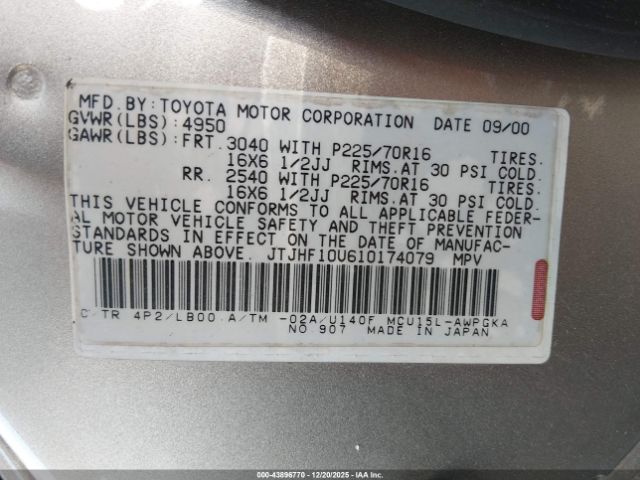 MFD.BY:TOYOTA MOTOR CORPORATION DATE 09/00
GVWR(LBS):4950
GAWR(LBS):FRT.3040 WITH P225/70R16 TIRES.
16X6 1/2JJ RIMS.AT 30 PSI COLD.
RR. 2540 WITH P225/70R16 TIRES.
16X6 1/2JJ RIMS.AT 30 PSI COLD.
THIS VEHICLE CONFORMS TO ALL APPLICABLE FEDER-
AL MOTOR VEHICLE SAFETY AND THEFT PREVENTION
STANDARDS IN EFFECT ON THE DATE OF MANUFAC-
TURE SHOWN ABOVE. JTJHF10U610174079 MPV
C/TR 4P2/LB00 A/TM -02A/U140F MCU15L-AWPGKA
NO.907 MADE IN JAPAN
000-43896770 | 12/20/2025 | Copyright © IAA, LLC